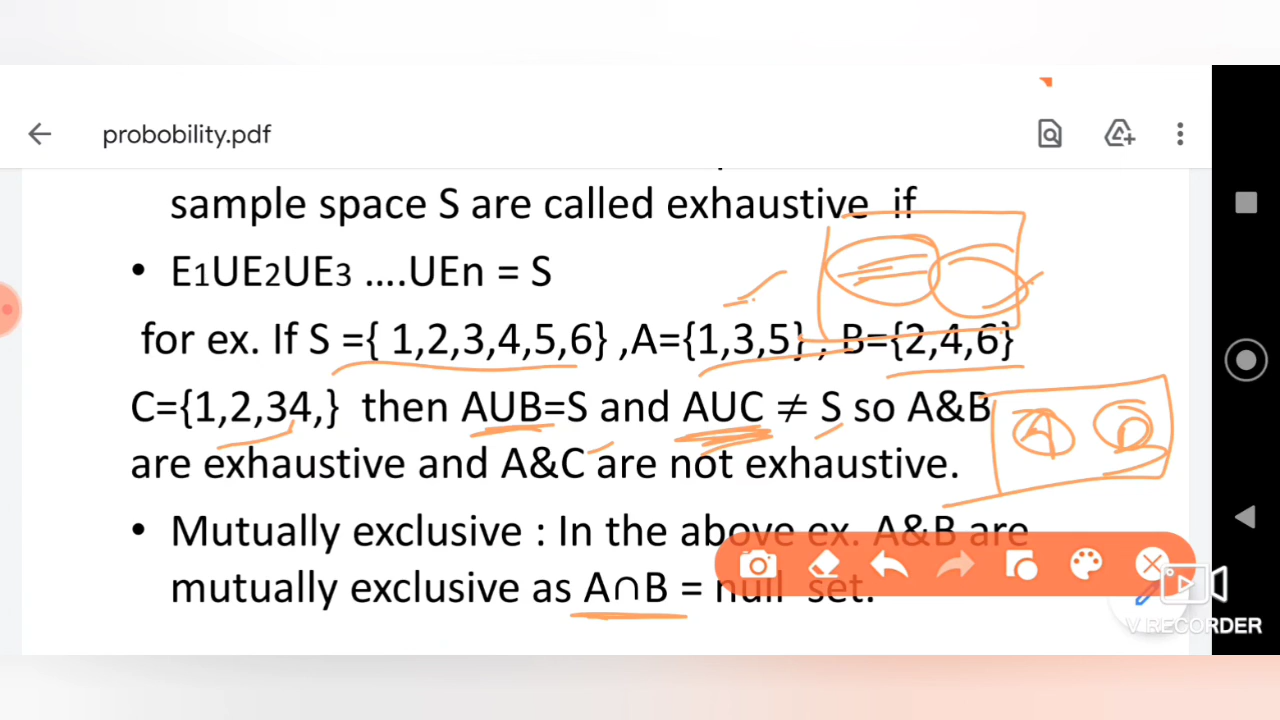 probobility.pdf
sample space S are called exhaustive if
• E1UE2UE3 ....UEn = S
for ex. If S ={ 1,2,3,4,5,6} ,A={1,3,5} , B={2,4,6}
C={1,2,34,} then AUB=S and AUC ≠ S so A&B
A B
are exhaustive and A&C are not exhaustive.
• Mutually exclusive : In the above ex. A&B are
mutually exclusive as A∩B = null set.
V RECORDER